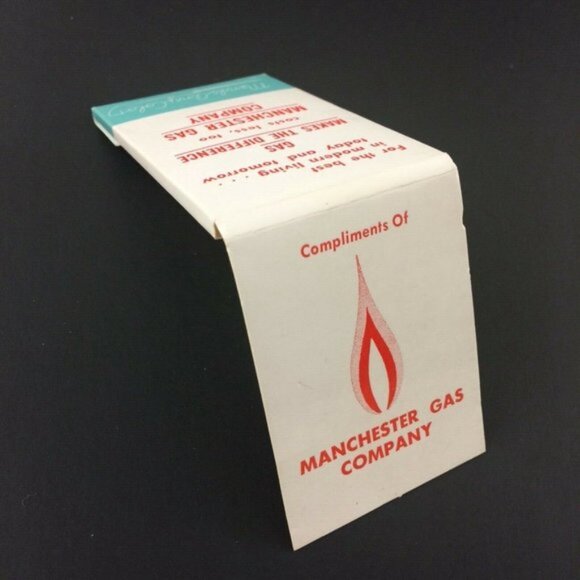 Compliments Of
MANCHESTER GAS
COMPANY
For the best living . . .
in the modern
today and tomorrow
GAS
MAKES THE DIFFERENCE
costs less, too
MANCHESTER GAS
COMPANY